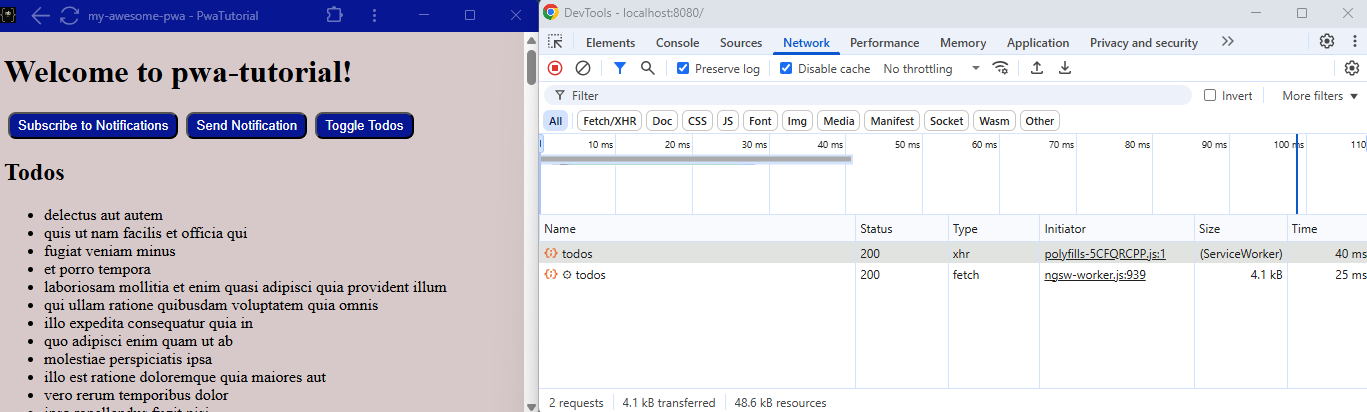 my-awesome-pwa - PwaTutorial
Welcome to pwa-tutorial!
Subscribe to Notifications Send Notification Toggle Todos
Todos
delectus aut autem
quis ut nam facilis et officia qui
fugiat veniam minus
et porro tempora
laboriosam mollitia et enim quasi adipisci quia provident illum
qui ullam ratione quibusdam voluptatem quia omnis
illo expedita consequatur quia in
quo adipisci enim quam ut ab
molestiae perspiciatis ipsa
illo est ratione doloremque quia maiores aut
vero rerum temporibus dolor
DevTools - localhost:8080/
Elements Console Sources Network Performance Memory Application Privacy and security
Preserve log Disable cache No throttling
Filter Invert More filters
All Fetch/XHR Doc CSS JS Font Img Media Manifest Socket Wasm Other
10 ms 20 ms 30 ms 40 ms 50 ms 60 ms 70 ms 80 ms 90 ms 100 ms 110
Name Status Type Initiator Size Time
todos 200 xhr polyfills-5CFQRCPP.js:1 (ServiceWorker) 40 ms
todos 200 fetch ngsw-worker.js:939 4.1 kB 25 ms
2 requests 4.1 kB transferred 48.6 kB resources